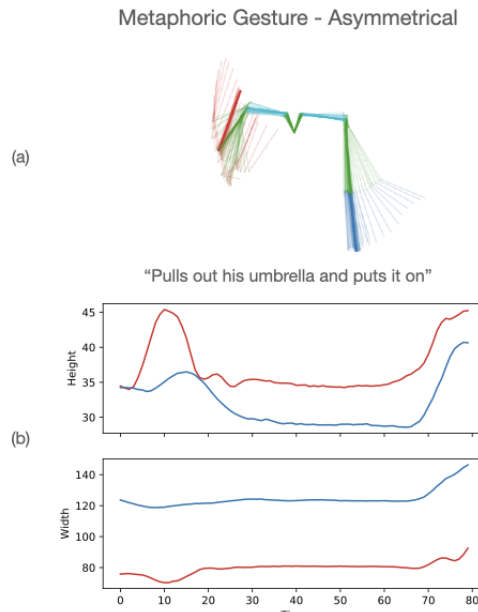 Metaphoric Gesture - Asymmetrical
(a)
“Pulls out his umbrella and puts it on”
45
40
35
30
Height
(b)
140
120
100
80
Width
0 10 20 30 40 50 60 70 80